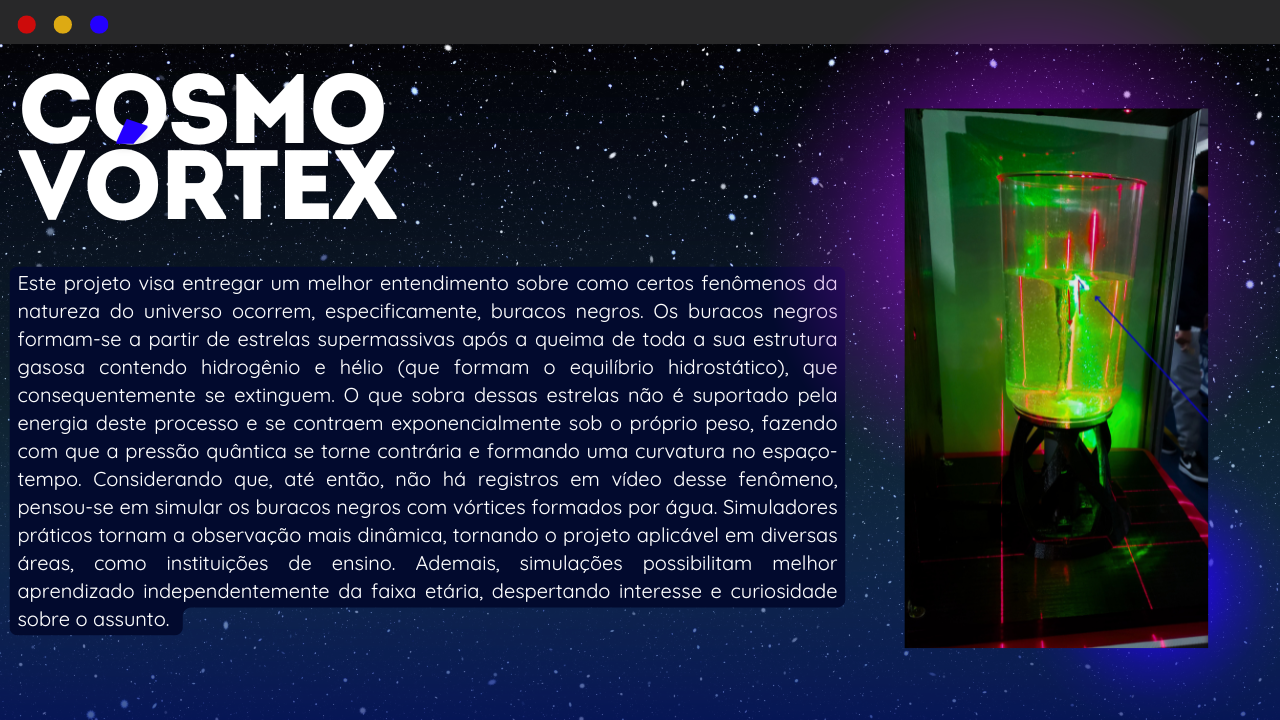 COSMO
VÓRTEX
Este projeto visa entregar um melhor entendimento sobre como certos fenômenos da
natureza do universo ocorrem, especificamente, buracos negros. Os buracos negros
formam-se a partir de estrelas supermassivas após a queima de toda a sua estrutura
gasosa contendo hidrogênio e hélio (que formam o equilíbrio hidrostático), que
consequentemente se extinguem. O que sobra dessas estrelas não é suportado pela
energia deste processo e se contraem exponencialmente sob o próprio peso, fazendo
com que a pressão quântica se torne contrária e formando uma curvatura no espaço-
tempo. Considerando que, até então, não há registros em vídeo desse fenômeno,
pensou-se em simular os buracos negros com vórtices formados por água. Simuladores
práticos tornam a observação mais dinâmica, tornando o projeto aplicável em diversas
áreas, como instituições de ensino. Ademais, simulações possibilitam melhor
aprendizado independentemente da faixa etária, despertando interesse e curiosidade
sobre o assunto.